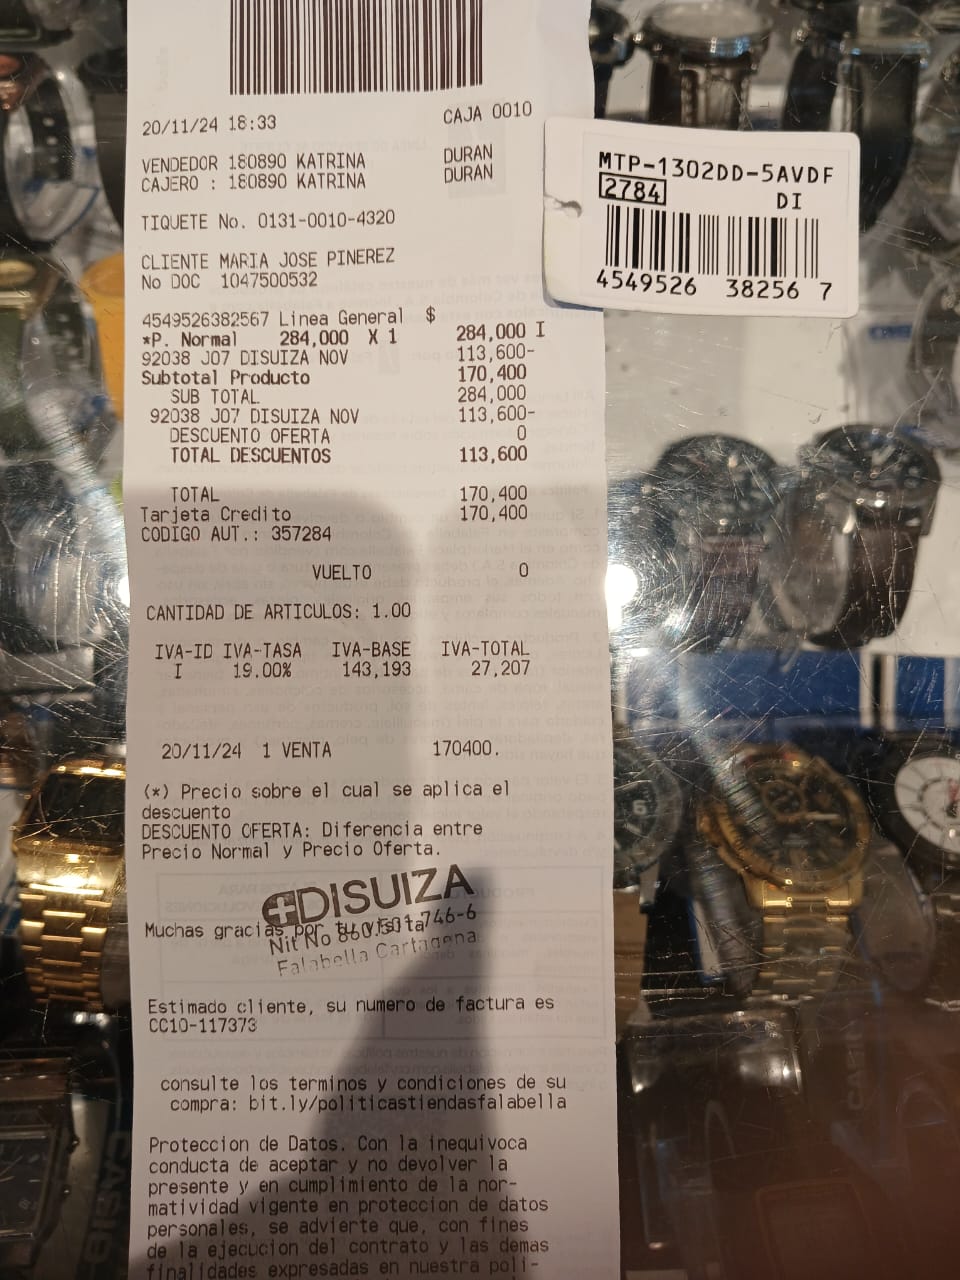 20/11/24 18:33 CAJA 0010
VENDEDOR 180890 KATRINA DURAN
CAJERO : 180890 KATRINA DURAN
TIQUETE No. 0131-0010-4320
CLIENTE MARIA JOSE PINEREZ
No DOC 1047500532
4549526382567 Linea General $
*P. Normal 284,000 X 1 284,000 I
92038 J07 DISUIZA NOV 113,600-
Subtotal Producto 170,400
SUB TOTAL 284,000
92038 J07 DISUIZA NOV 113,600-
DESCUENTO OFERTA 0
TOTAL DESCUENTOS 113,600
TOTAL 170,400
Tarjeta Credito 170,400
CODIGO AUT.: 357284
VUELTO 0
CANTIDAD DE ARTICULOS: 1.00
IVA-ID IVA-TASA IVA-BASE IVA-TOTAL
I 19.00% 143,193 27,207
20/11/24 1 VENTA 170400.
(*) Precio sobre el cual se aplica el
descuento
DESCUENTO OFERTA: Diferencia entre
Precio Normal y Precio Oferta.
DISUIZA
Muchas gracias por tu visita
Nit No 860.501.746-6
Falabella Cartagena
Estimado cliente, su numero de factura es
CC10-117373
consulte los terminos y condiciones de su
compra: bit.ly/politicastiendasfalabella
Proteccion de Datos. Con la inequivoca
conducta de aceptar y no devolver la
presente y en cumplimiento de la nor-
matividad vigente en proteccion de datos
personales, se advierte que, con fines
de la ejecucion del contrato y las demas
finalidades expresadas en nuestra poli-
MTP-1302DD-5AVDF
2784 DI
4549526 38256 7